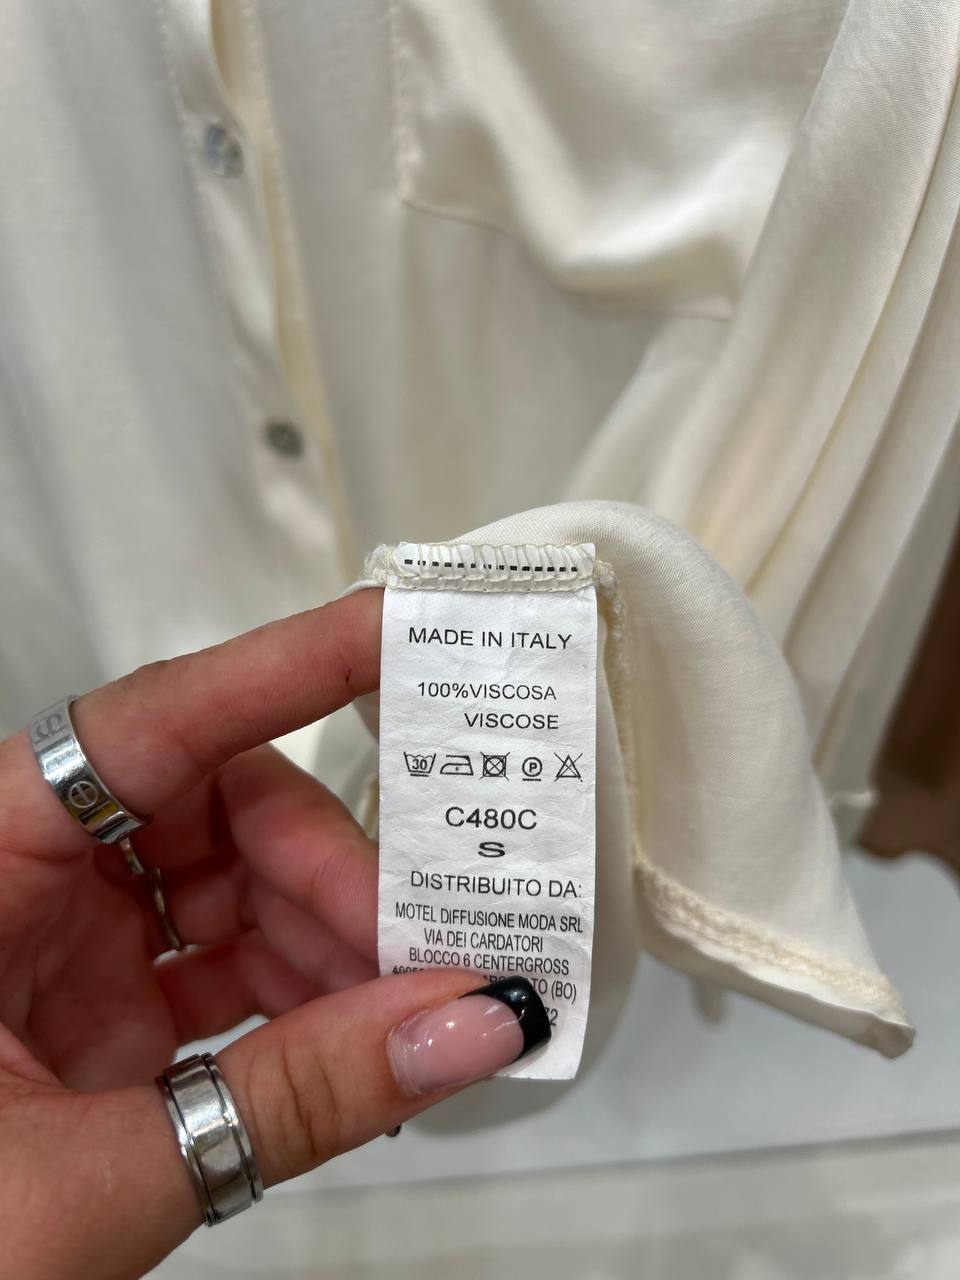 MADE IN ITALY
100%VISCOSA
VISCOSE
30 P
C480C
S
DISTRIBUITO DA:
MOTEL DIFFUSIONE MODA SRL
VIA DEI CARDATORI
BLOCCO 6 CENTERGROSS
(BO)